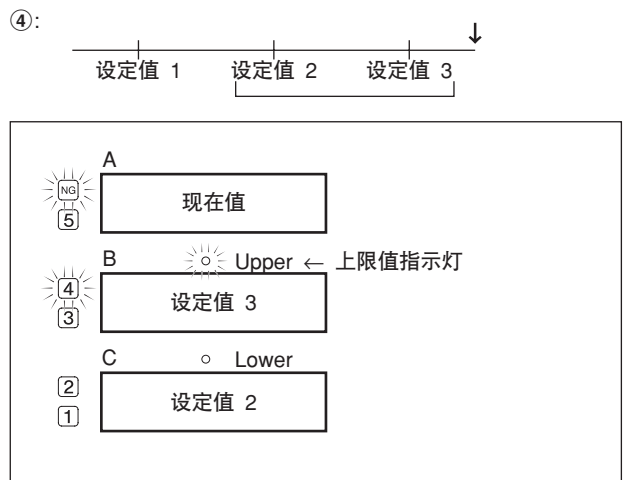 ④:
↓
设定值 1 设定值 2 设定值 3
A
NG
现在值
5
B Upper ← 上限值指示灯
4
设定值 3
3
C Lower
2
设定值 2
1